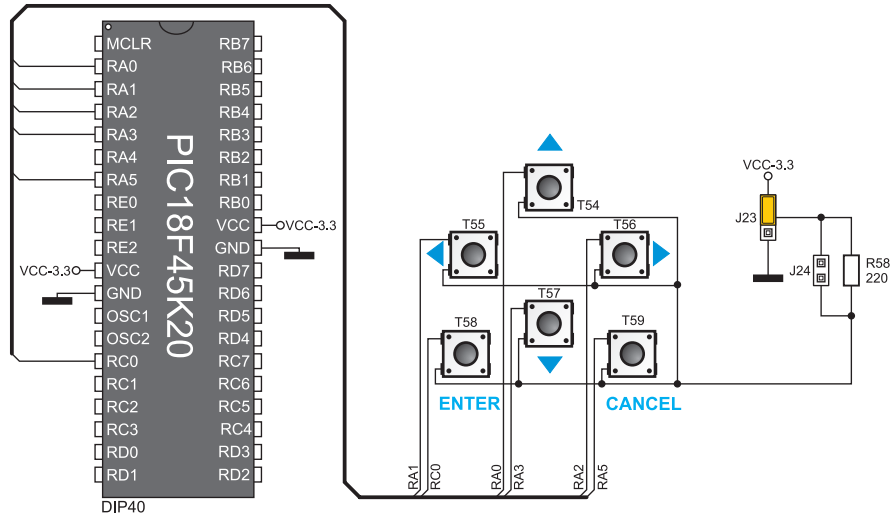 MCLR RB7
RA0 RB6
RA1 RB5
RA2 RB4
RA3 RB3
RA4 RB2
RA5 RB1
RE0 RB0
RE1 VCC VCC-3.3
RE2 GND
VCC-3.3 VCC RD7
GND RD6
OSC1 RD5
OSC2 RD4
RC0 RC7
RC1 RC6
RC2 RC5
RC3 RC4
RD0 RD3
RD1 RD2
PIC18F45K20
DIP40
T54
T55
T56
T57
T58
T59
ENTER
CANCEL
RA1
RC0
RA0
RA3
RA2
RA5
VCC-3.3
J23
J24
R58
220